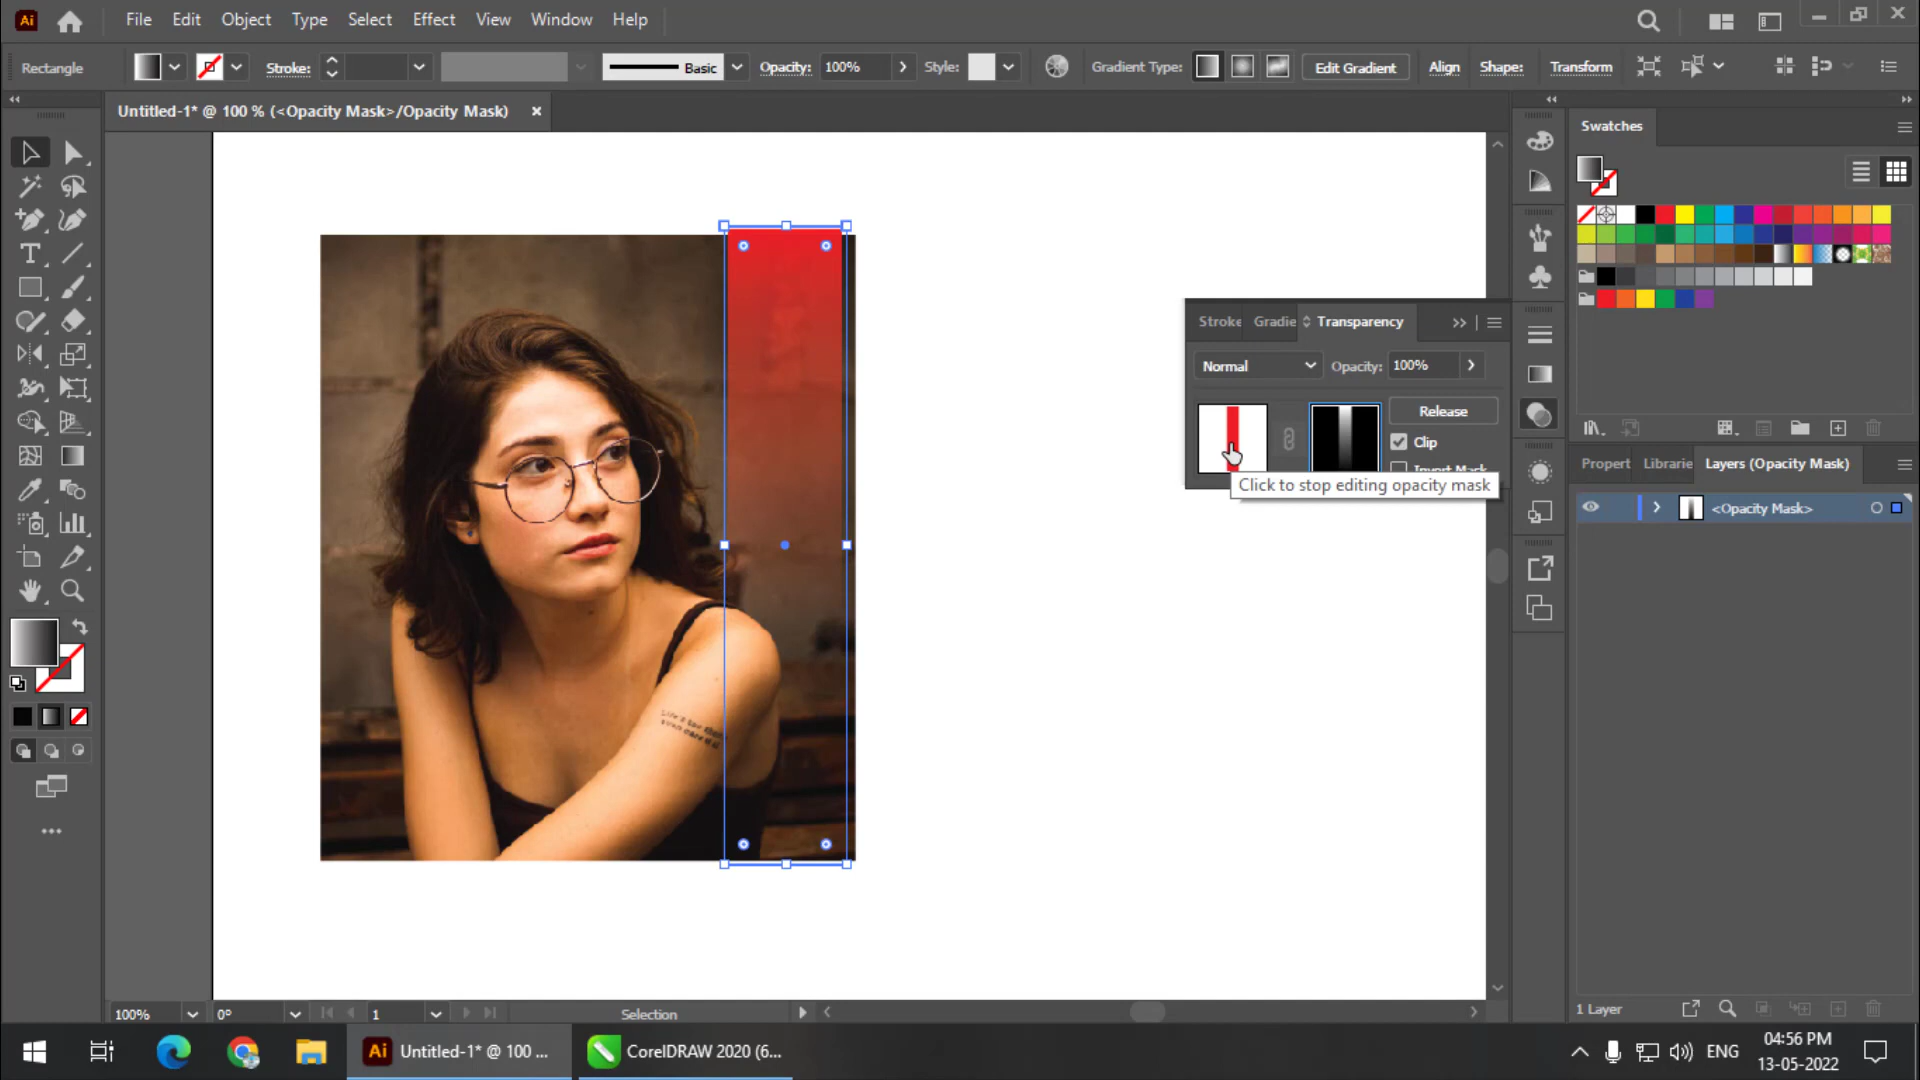 Ai File Edit Object Type Select Effect View Window Help
Rectangle Stroke: Basic Opacity: 100% Style: Gradient Type: Edit Gradient Align Shape: Transform
Untitled-1* @ 100 % (<Opacity Mask>/Opacity Mask)
Swatches
Stroke Gradie Transparency
Normal Opacity: 100%
Release
Clip
Invert Mask
Click to stop editing opacity mask
Propert Librarie Layers (Opacity Mask)
<Opacity Mask>
100% 0° 1 Selection
1 Layer
Ai Untitled-1* @ 100 ... CorelDRAW 2020 (6... ENG
04:56 PM
13-05-2022